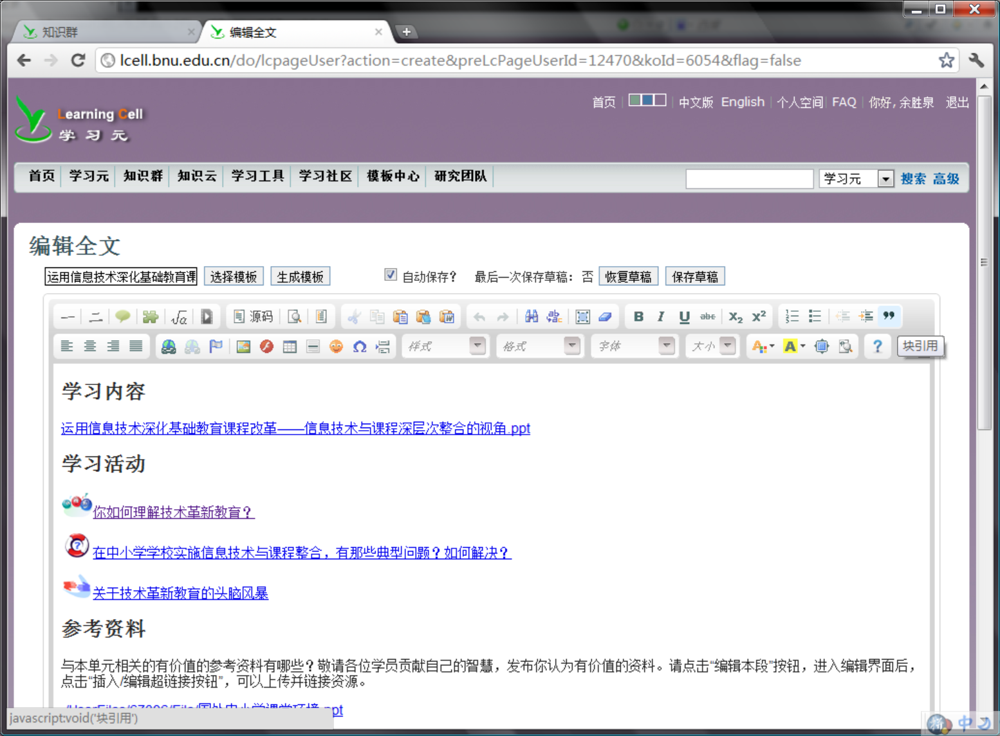 知识群
编辑全文
lcell.bnu.edu.cn/do/lcpageUser?action=create&preLcPageUserId=12470&koId=6054&flag=false
首页 中文版 English 个人空间 FAQ 你好,余胜泉 退出
Learning Cell
学习元
首页 学习元 知识群 知识云 学习工具 学习社区 模板中心 研究团队 学习元 搜索 高级
编辑全文
运用信息技术深化基础教育课 选择模板 生成模板 自动保存? 最后一次保存草稿: 否 恢复草稿 保存草稿
一 二 √a 源码 B I U abc X₂ X²
样式 格式 字体 大小 A A ? 块引用
学习内容
运用信息技术深化基础教育课程改革——信息技术与课程深层次整合的视角.ppt
学习活动
你如何理解技术革新教育?
在中小学学校实施信息技术与课程整合,有那些典型问题?如何解决?
关于技术革新教育的头脑风暴
参考资料
与本单元相关的有价值的参考资料有哪些?敬请各位学员贡献自己的智慧,发布你认为有价值的资料。请点击“编辑本段”按钮,进入编辑界面后,
点击“插入/编辑超链接按钮”,可以上传并链接资源。
ppt
javascript:void('块引用')
中